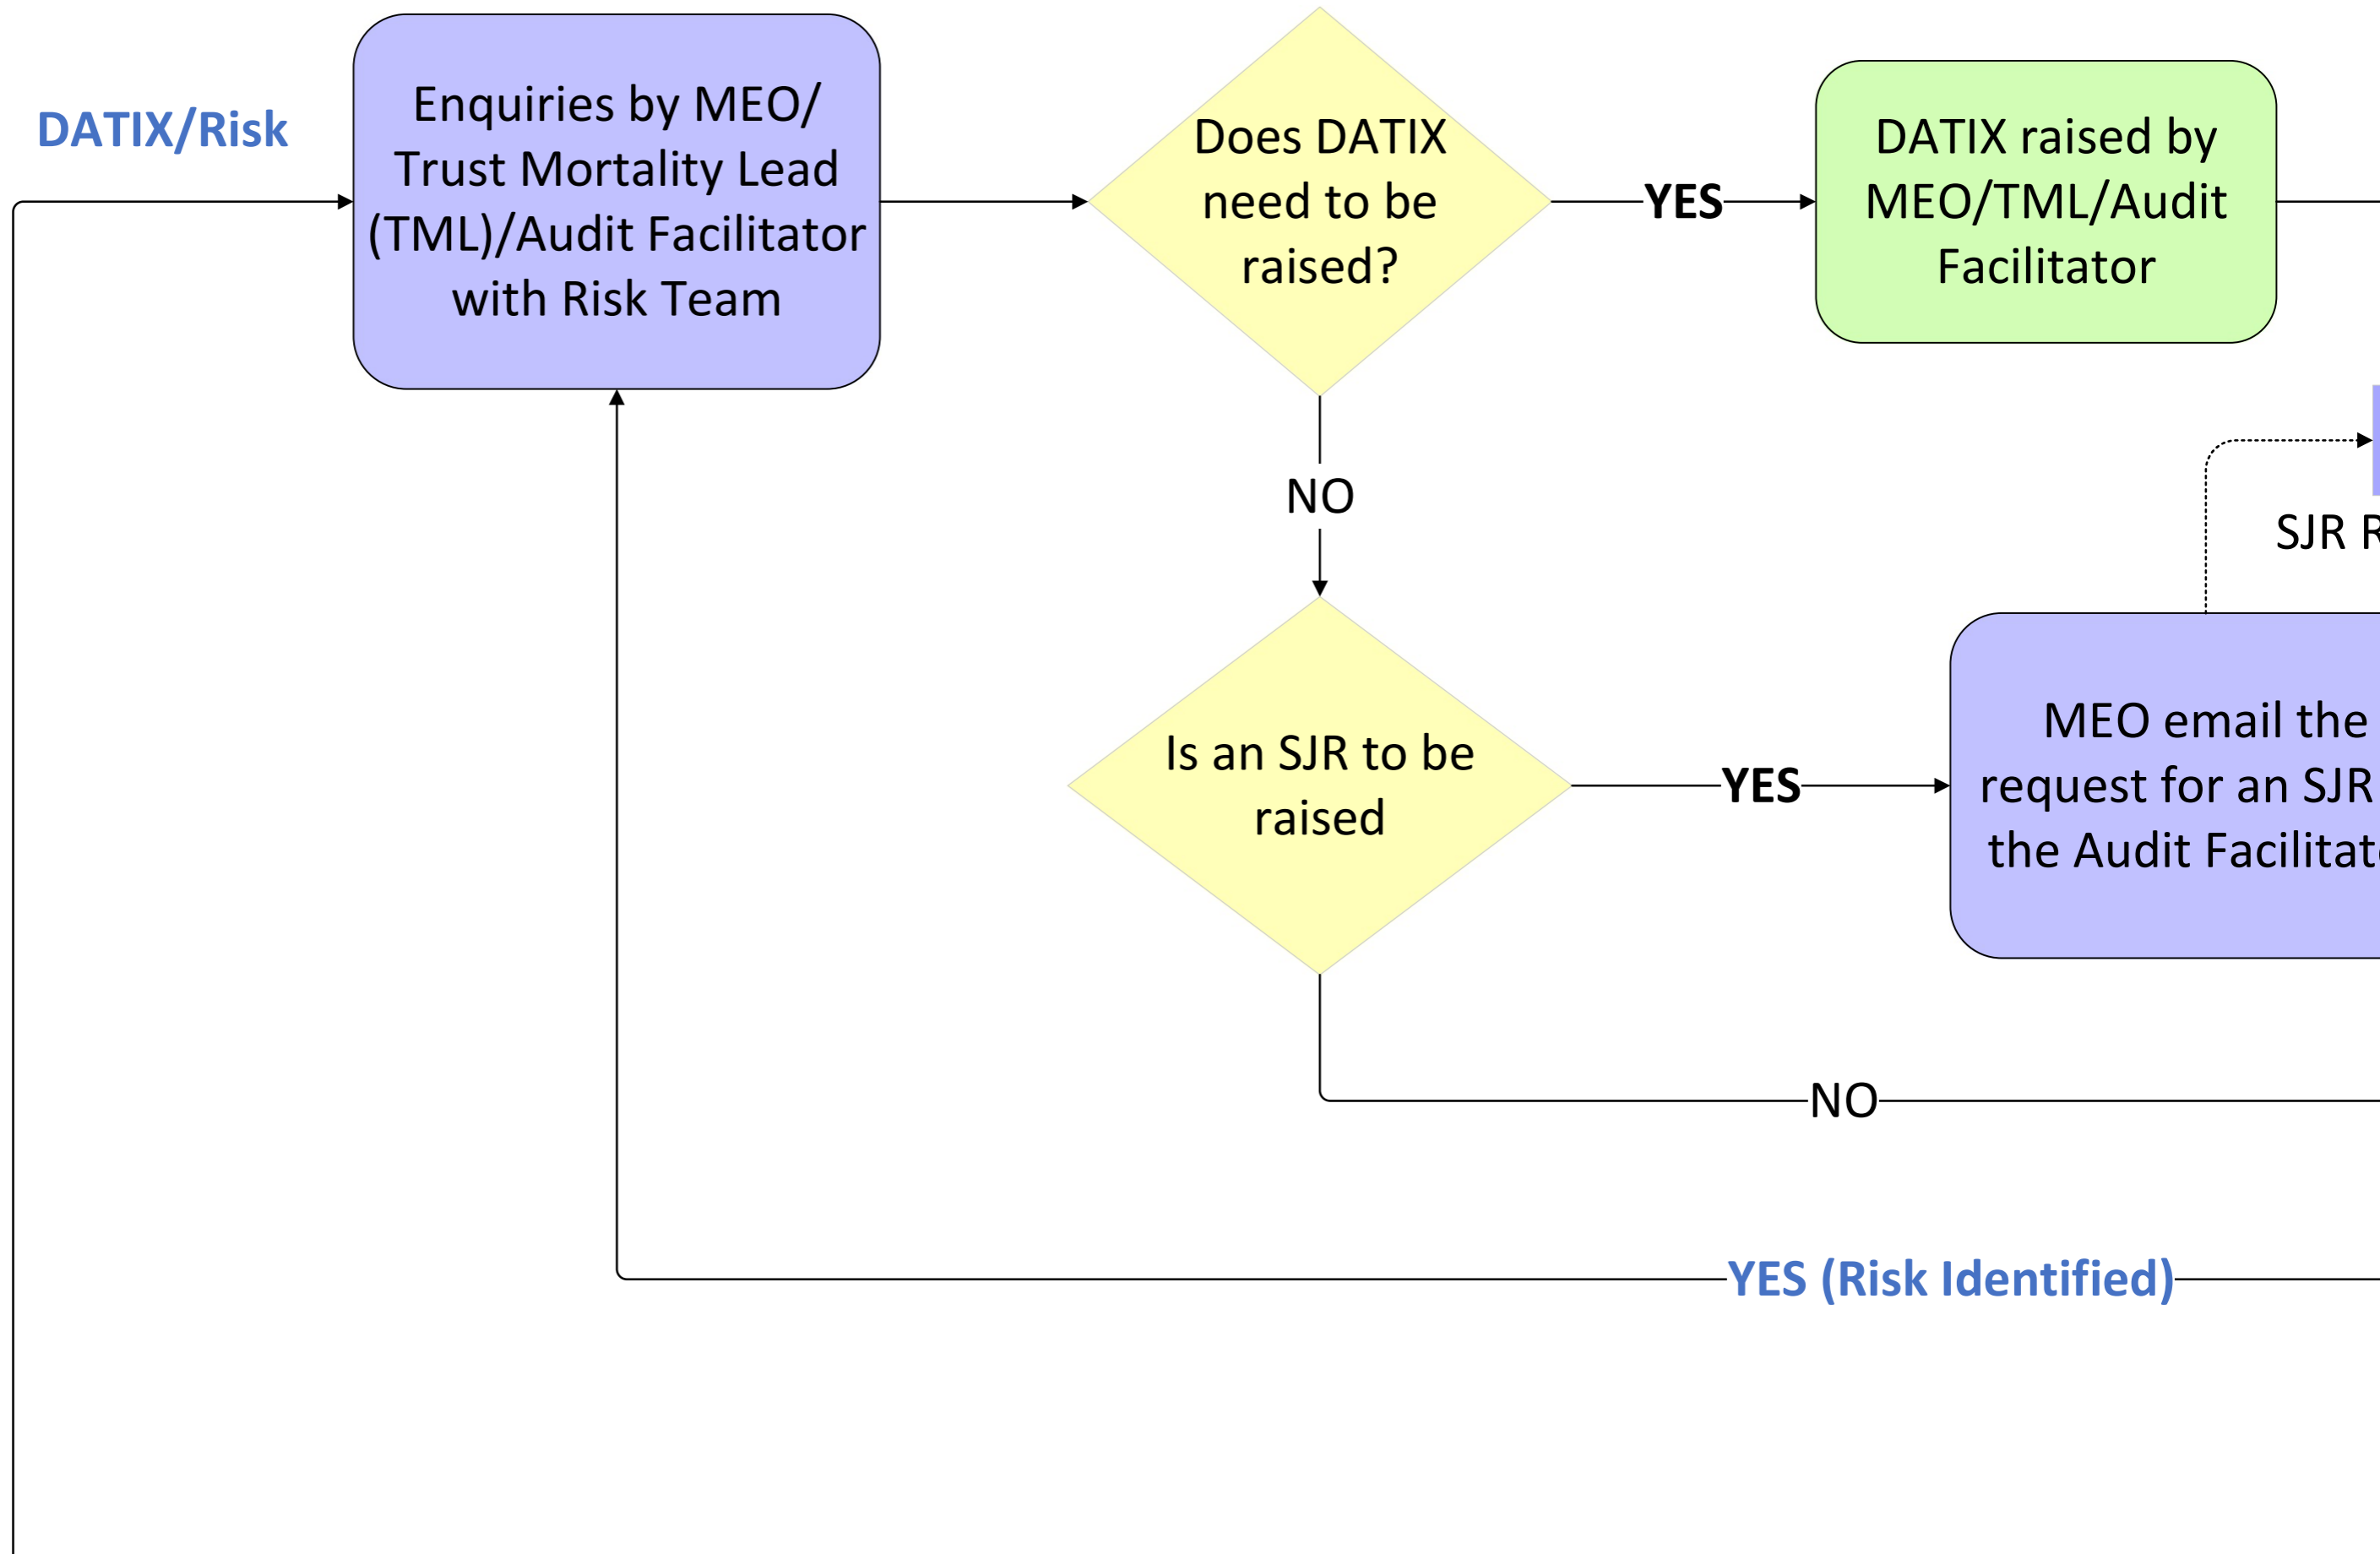 DATIX/Risk
Enquiries by MEO/
Trust Mortality Lead
(TML)/Audit Facilitator
with Risk Team
Does DATIX
need to be
raised?
YES
DATIX raised by
MEO/TML/Audit
Facilitator
NO
SJR
Is an SJR to be
raised
YES
MEO email the
request for an SJR
the Audit
NO
YES (Risk Identified)